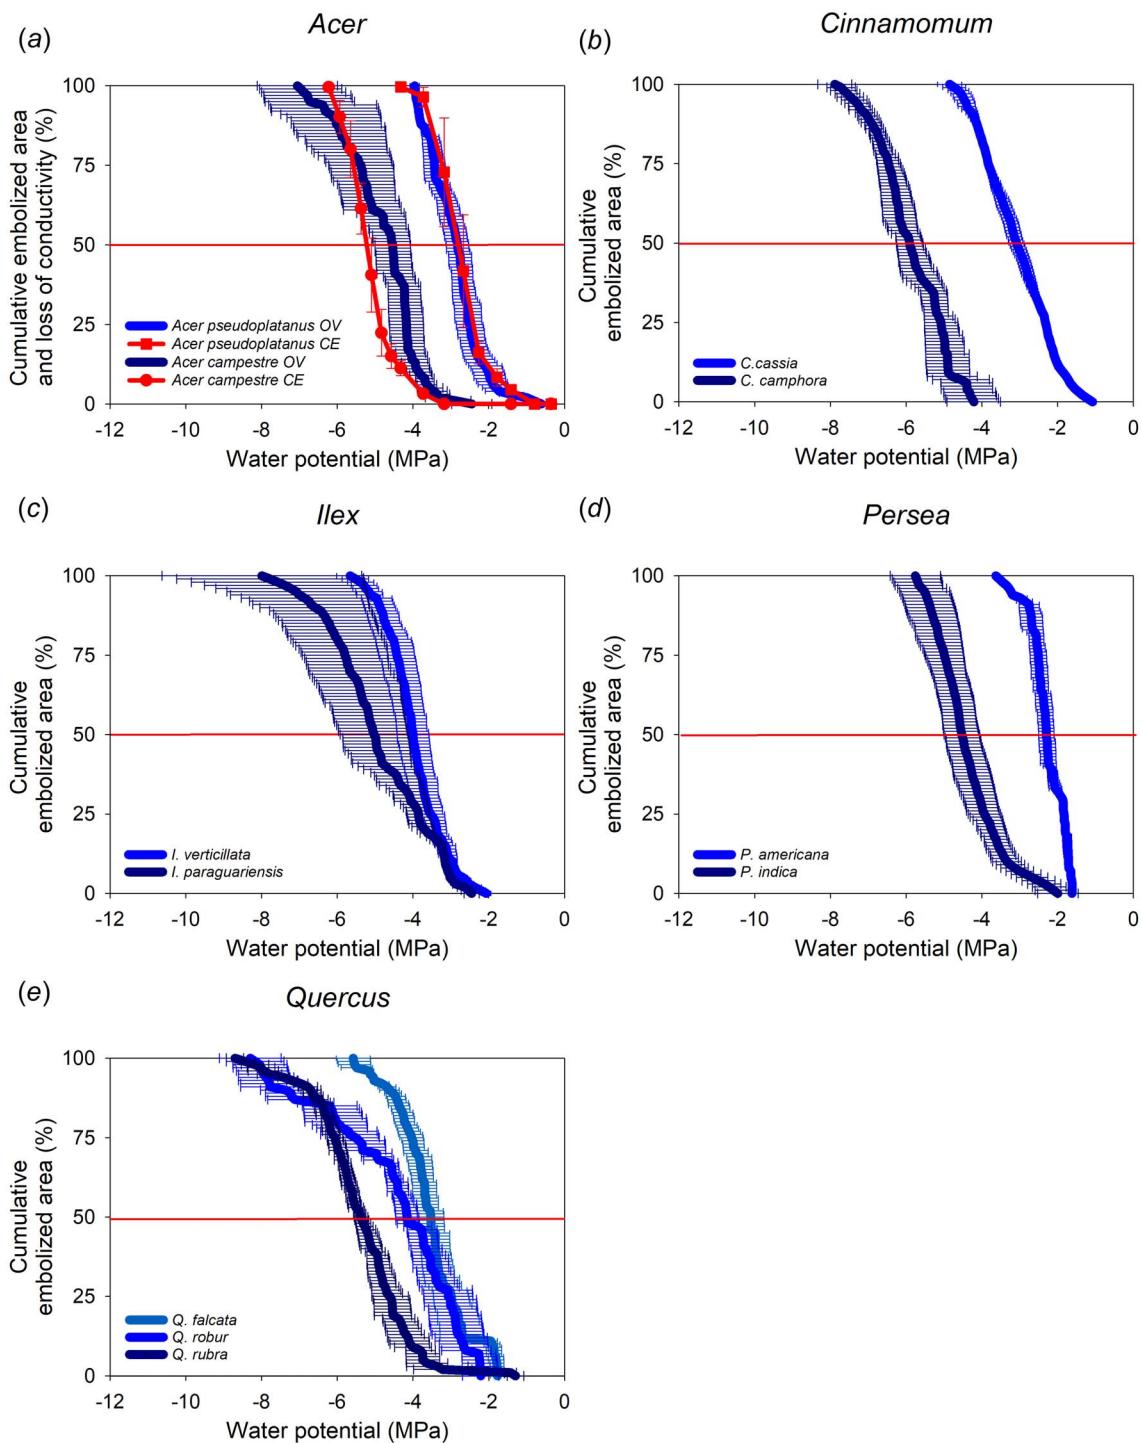 (a)
Acer
Cumulative embolized area
and loss of conductivity (%)
100
75
50
25
0
Acer pseudoplatanus OV
Acer pseudoplatanus CE
Acer campestre OV
Acer campestre CE
-12 -10 -8 -6 -4 -2 0
Water potential (MPa)
(b)
Cinnamomum
Cumulative
embolized area (%)
100
75
50
25
0
C.cassia
C. camphora
-12 -10 -8 -6 -4 -2 0
Water potential (MPa)
(c)
Ilex
Cumulative
embolized area (%)
100
75
50
25
0
I. verticillata
I. paraguariensis
-12 -10 -8 -6 -4 -2 0
Water potential (MPa)
(d)
Persea
Cumulative
embolized area (%)
100
75
50
25
0
P. americana
P. indica
-12 -10 -8 -6 -4 -2 0
Water potential (MPa)
(e)
Quercus
Cumulative
embolized area (%)
100
75
50
25
0
Q. falcata
Q. robur
Q. rubra
-12 -10 -8 -6 -4 -2 0
Water potential (MPa)